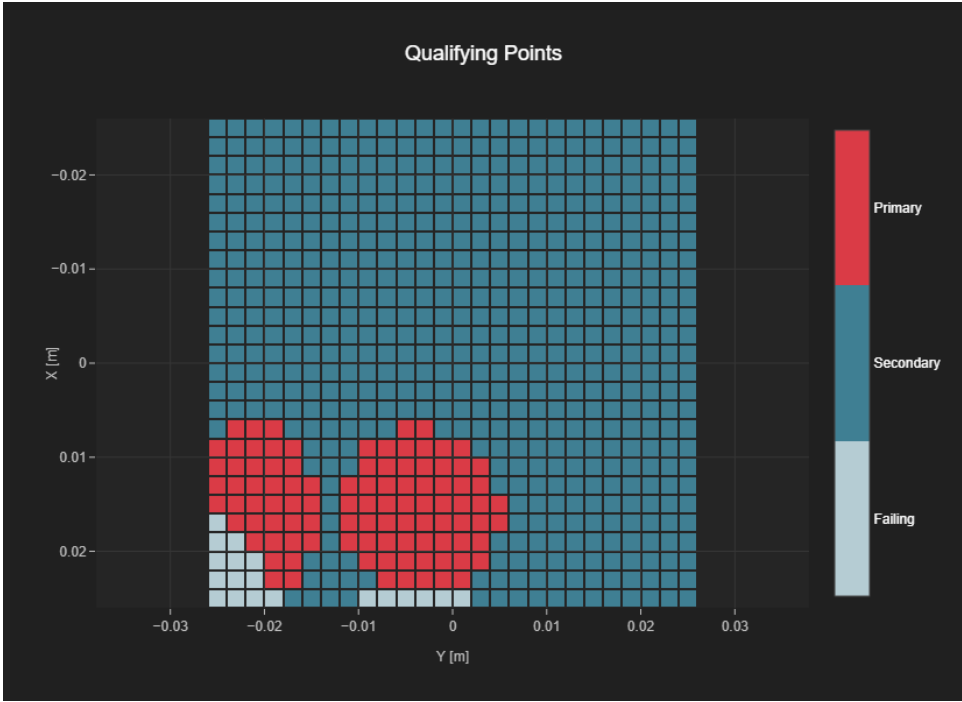 Qualifying Points
−0.02
−0.01
0
0.01
0.02
X [m]
−0.03
−0.02
−0.01
0
0.01
0.02
0.03
Y [m]
Primary
Secondary
Failing